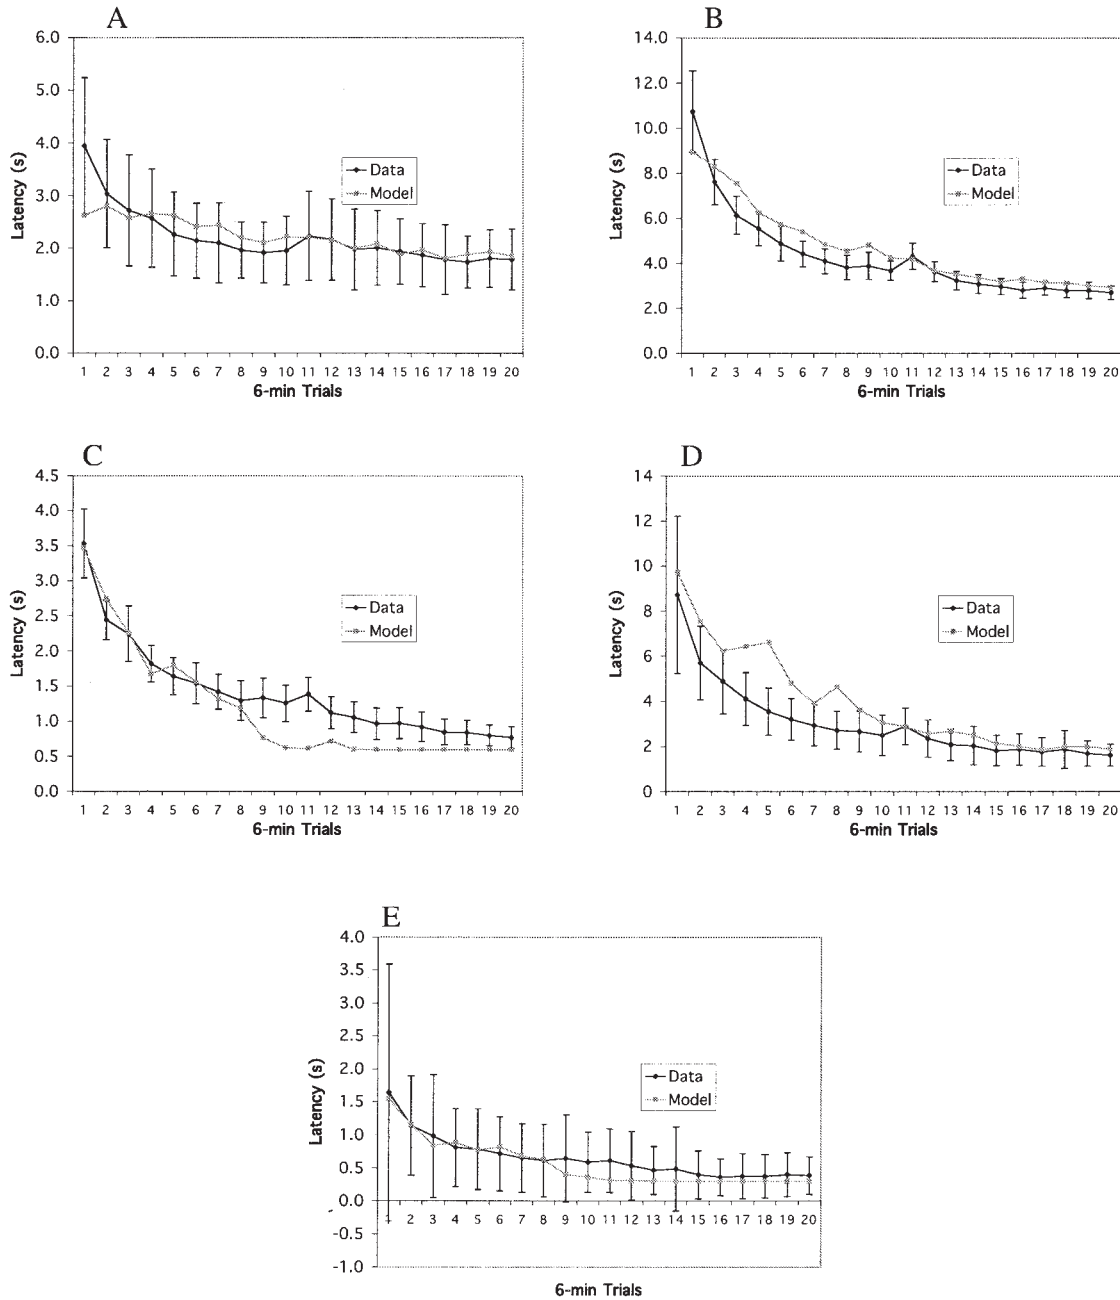 A
6.0
5.0
4.0
3.0
2.0
1.0
0.0
Latency (s)
Data
Model
1 2 3 4 5 6 7 8 9 10 11 12 13 14 15 16 17 18 19 20
6-min Trials
B
14.0
12.0
10.0
8.0
6.0
4.0
2.0
0.0
Latency (s)
Data
Model
1 2 3 4 5 6 7 8 9 10 11 12 13 14 15 16 17 18 19 20
6-min Trials
C
4.5
4.0
3.5
3.0
2.5
2.0
1.5
1.0
0.5
0.0
Latency (s)
Data
Model
1 2 3 4 5 6 7 8 9 10 11 12 13 14 15 16 17 18 19 20
6-min Trials
D
14
12
10
8
6
4
2
0
Latency (s)
Data
Model
1 2 3 4 5 6 7 8 9 10 11 12 13 14 15 16 17 18 19 20
6-min Trials
E
4.0
3.5
3.0
2.5
2.0
1.5
1.0
0.5
0.0
-0.5
-1.0
Latency (s)
Data
Model
1 2 3 4 5 6 7 8 9 10 11 12 13 14 15 16 17 18 19 20
6-min Trials